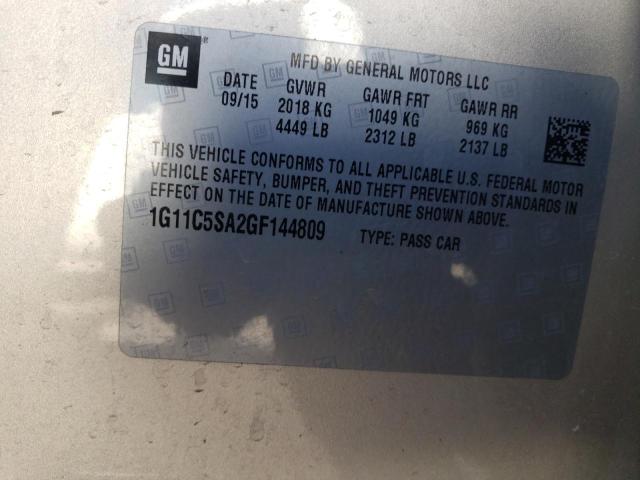 GM
MFD BY GENERAL MOTORS LLC
DATE GVWR GAWR FRT GAWR RR
09/15 2018 KG 1049 KG 969 KG
4449 LB 2312 LB 2137 LB
THIS VEHICLE CONFORMS TO ALL APPLICABLE U.S. FEDERAL MOTOR
VEHICLE SAFETY, BUMPER, AND THEFT PREVENTION STANDARDS IN
EFFECT ON THE DATE OF MANUFACTURE SHOWN ABOVE.
1G11C5SA2GF144809 TYPE: PASS CAR